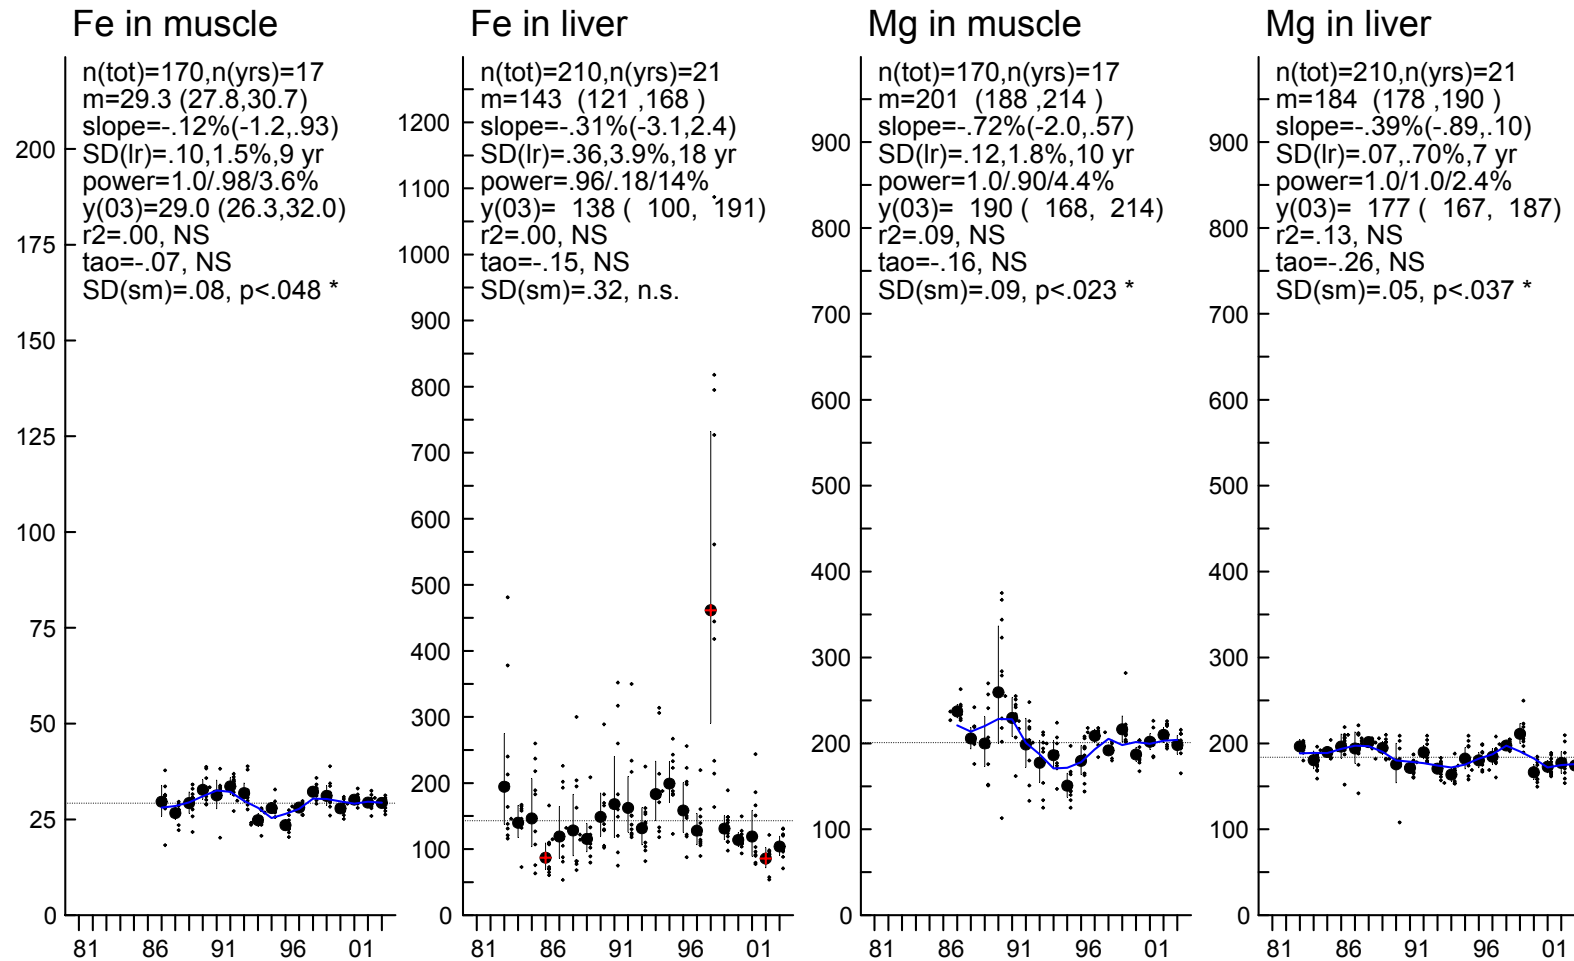 Fe in muscle
n(tot)=170,n(yrs)=17
m=29.3 (27.8,30.7)
slope=-.12%(-1.2,.93)
SD(lr)=.10,1.5%,9 yr
power=1.0/.98/3.6%
y(03)=29.0 (26.3,32.0)
r2=.00, NS
tao=-.07, NS
SD(sm)=.08, p<.048 *
200
175
150
125
100
75
50
25
0
81 86 91 96 01
Fe in liver
n(tot)=210,n(yrs)=21
m=143 (121 ,168 )
slope=-.31%(-3.1,2.4)
SD(lr)=.36,3.9%,18 yr
power=.96/.18/14%
y(03)= 138 ( 100, 191)
r2=.00, NS
tao=-.15, NS
SD(sm)=.32, n.s.
1200
1100
1000
900
800
700
600
500
400
300
200
100
0
81 86 91 96 01
Mg in muscle
n(tot)=170,n(yrs)=17
m=201 (188 ,214 )
slope=-.72%(-2.0,.57)
SD(lr)=.12,1.8%,10 yr
power=1.0/.90/4.4%
y(03)= 190 ( 168, 214)
r2=.09, NS
tao=-.16, NS
SD(sm)=.09, p<.023 *
900
800
700
600
500
400
300
200
100
0
81 86 91 96 01
Mg in liver
n(tot)=210,n(yrs)=21
m=184 (178 ,190 )
slope=-.39%(-.89,.10)
SD(lr)=.07,.70%,7 yr
power=1.0/1.0/2.4%
y(03)= 177 ( 167, 187)
r2=.13, NS
tao=-.26, NS
SD(sm)=.05, p<.037 *
900
800
700
600
500
400
300
200
100
0
81 86 91 96 01